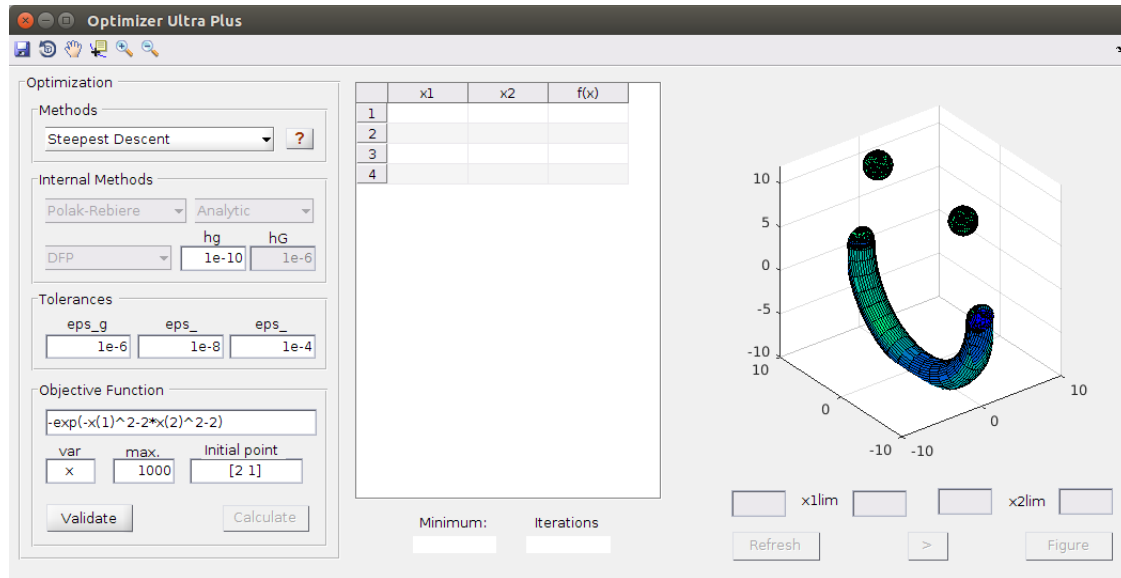 Optimizer Ultra Plus
Optimization
Methods
Steepest Descent
?
Internal Methods
Polak-Rebiere
Analytic
hg
hG
DFP
1e-10
1e-6
Tolerances
eps_g
eps_
eps_
1e-6
1e-8
1e-4
Objective Function
-exp(-x(1)^2-2*x(2)^2-2)
var
max.
Initial point
x
1000
[2 1]
Validate
Calculate
x1
x2
f(x)
1
2
3
4
Minimum:
Iterations
10
5
0
-5
-10
10
0
-10
-10
0
10
x1lim
x2lim
Refresh
>
Figure